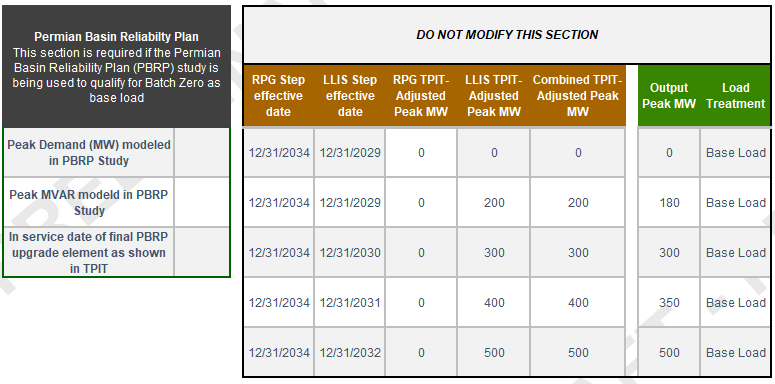 Permian Basin Reliabilty Plan
This section is required if the Permian
Basin Reliability Plan (PBRP) study is
being used to qualify for Batch Zero as
base load
Peak Demand (MW) modeled
in PBRP Study
Peak MVAR modeld in PBRP
Study
In service date of final PBRP
upgrade element as shown
in TPIT
DO NOT MODIFY THIS SECTION
RPG Step effective date LLIS Step effective date RPG TPIT-Adjusted Peak MW LLIS TPIT-Adjusted Peak MW Combined TPIT-Adjusted Peak MW Output Peak MW Load Treatment
12/31/2034 12/31/2029 0 0 0 0 Base Load
12/31/2034 12/31/2029 0 200 200 180 Base Load
12/31/2034 12/31/2030 0 300 300 300 Base Load
12/31/2034 12/31/2031 0 400 400 350 Base Load
12/31/2034 12/31/2032 0 500 500 500 Base Load